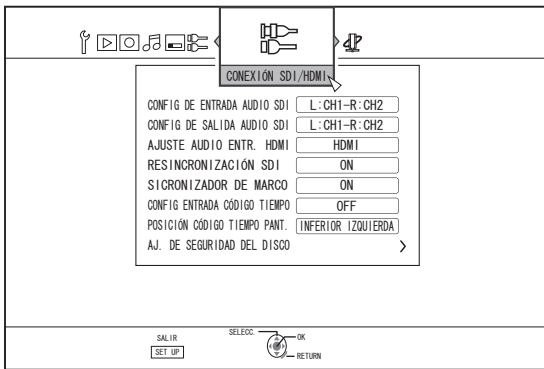 CONEXIÓN SDI/HDMI
CONFIG DE ENTRADA AUDIO SDI L:CH1-R:CH2
CONFIG DE SALIDA AUDIO SDI L:CH1-R:CH2
AJUSTE AUDIO ENTR. HDMI HDMI
RESINCRONIZACIÓN SDI ON
SICRONIZADOR DE MARCO ON
CONFIG ENTRADA CÓDIGO TIEMPO OFF
POSICIÓN CÓDIGO TIEMPO PANT. INFERIOR IZQUIERDA
AJ. DE SEGURIDAD DEL DISCO
SALIR
SET UP
SELECC.
OK
RETURN